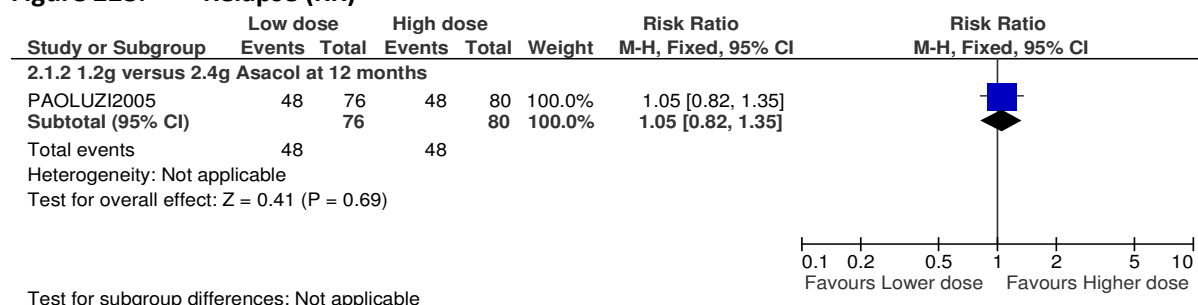 Low dose High dose Risk Ratio Risk Ratio
Study or Subgroup Events Total Events Total Weight M-H, Fixed, 95% CI M-H, Fixed, 95% CI
2.1.2 1.2g versus 2.4g Asacol at 12 months
PAOLUZI2005 48 76 48 80 100.0% 1.05 [0.82, 1.35]
Subtotal (95% CI) 76 80 100.0% 1.05 [0.82, 1.35]
Total events 48 48
Heterogeneity: Not applicable
Test for overall effect: Z = 0.41 (P = 0.69)
0.1 0.2 0.5 1 2 5 10
Favours Lower dose Favours Higher dose
Test for subgroup differences: Not applicable